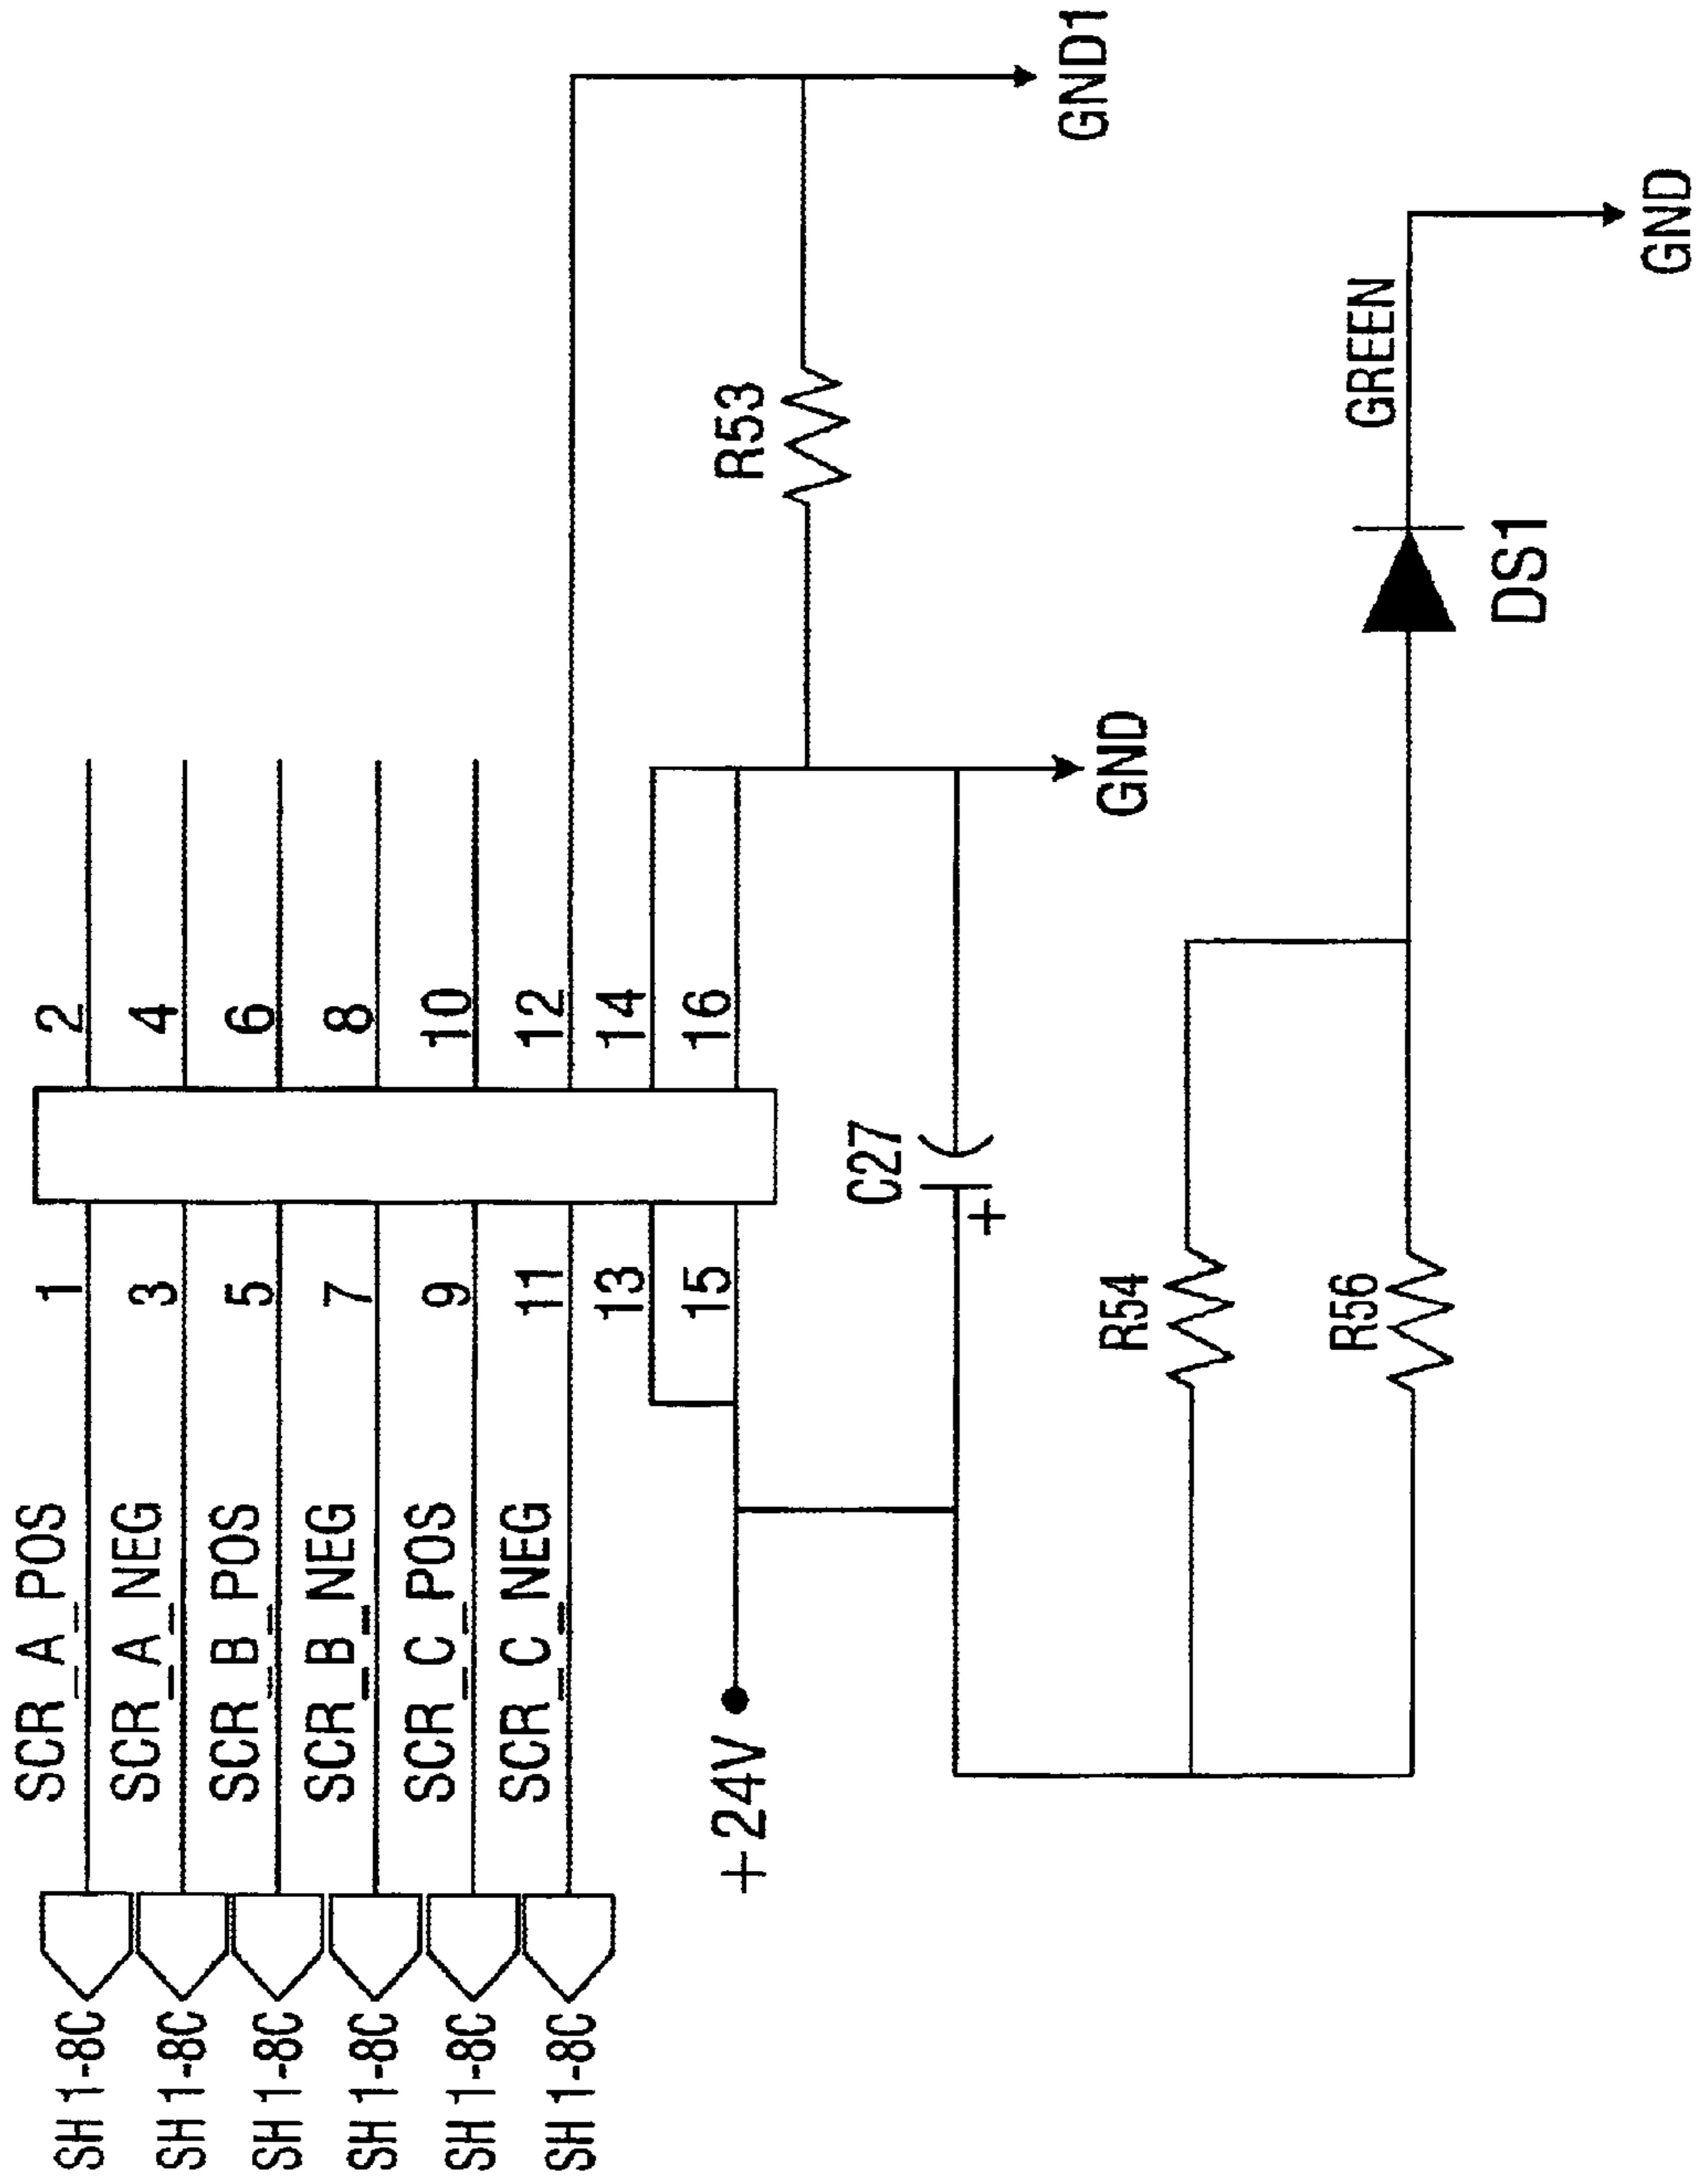 SH 1-8C
SCR_A_POS
1
2
SH 1-8C
SCR_A_NEG
3
4
SH 1-8C
SCR_B_POS
5
6
SH 1-8C
SCR_B_NEG
7
8
SH 1-8C
SCR_C_POS
9
10
SH 1-8C
SCR_C_NEG
11
12
13
14
+24V
15
16
R53
C27
+
GND1
GND
R54
R56
GREEN
DS1
GND